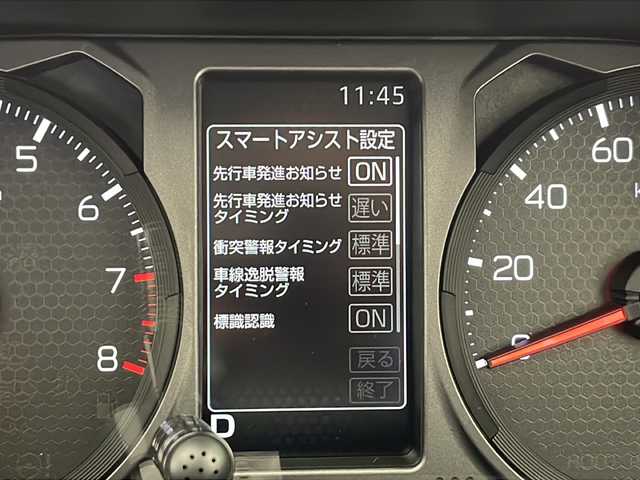 11:45
スマートアシスト設定
先行車発進お知らせ ON
先行車発進お知らせ
タイミング 遅い
衝突警報タイミング 標準
車線逸脱警報
タイミング 標準
標識認識 ON
戻る
終了
D
5
6
7
8
60
40
20